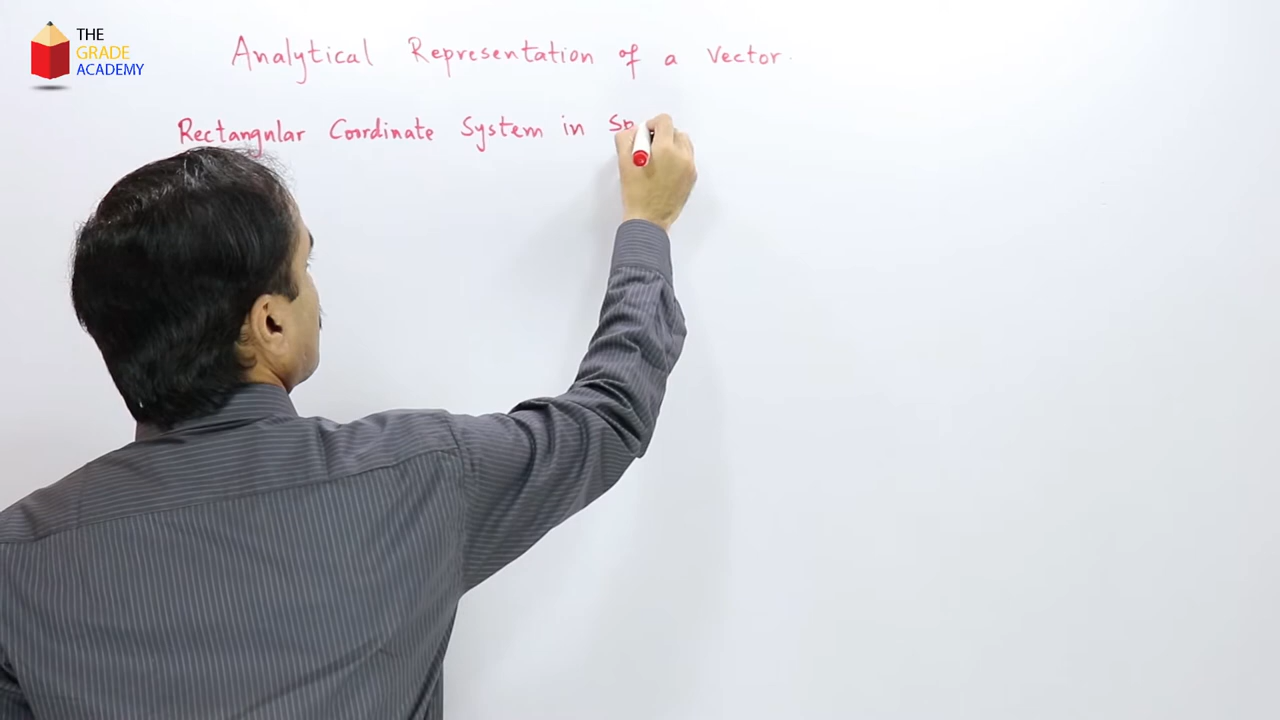 THE
GRADE
ACADEMY
Analytical Representation of a Vector.
Rectangular Coordinate System in Sp